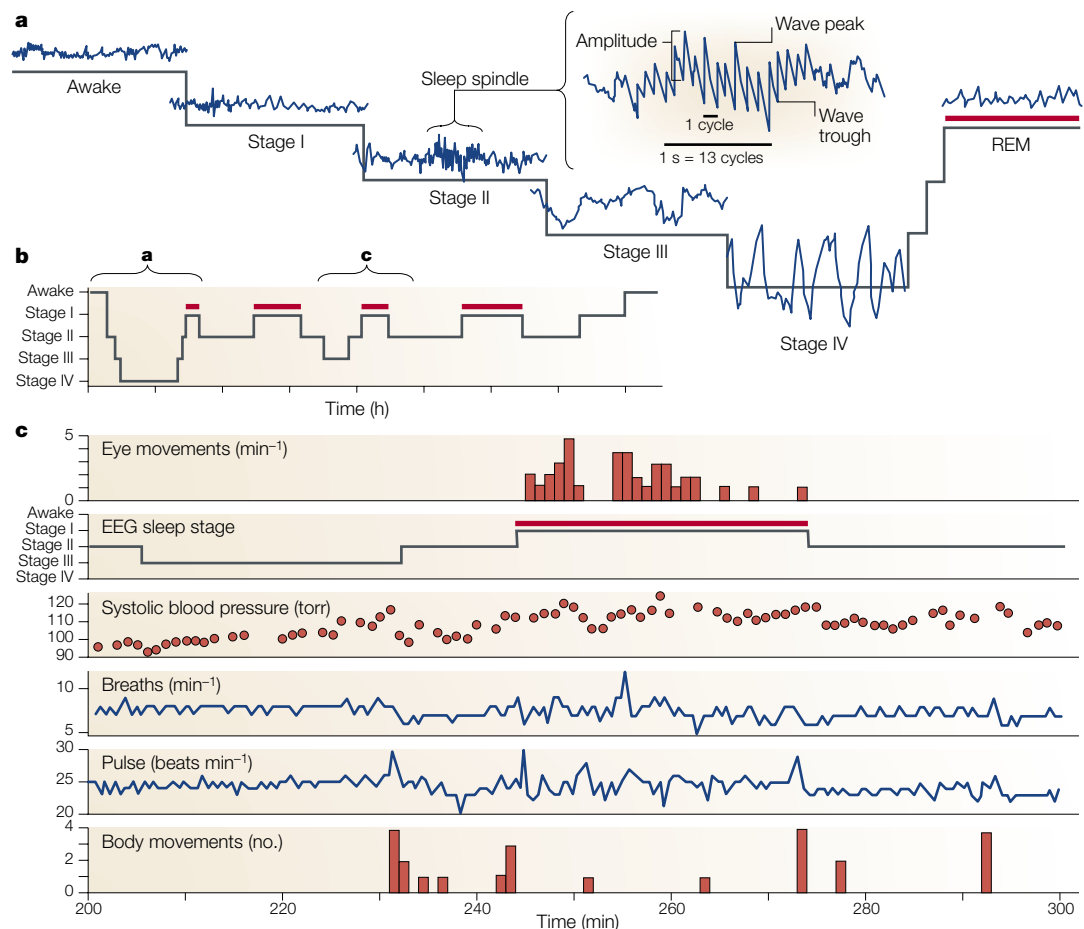 a
Awake
Stage I
Sleep spindle
Stage II
Amplitude
Wave peak
1 cycle
Wave
trough
1 s = 13 cycles
Stage III
Stage IV
REM
b
a
c
Awake
Stage I
Stage II
Stage III
Stage IV
Time (h)
c
Eye movements (min–1)
5
0
EEG sleep stage
Awake
Stage I
Stage II
Stage III
Stage IV
Systolic blood pressure (torr)
120
110
100
90
Breaths (min–1)
10
5
Pulse (beats min–1)
30
25
20
Body movements (no.)
4
2
0
200
220
240
260
280
300
Time (min)